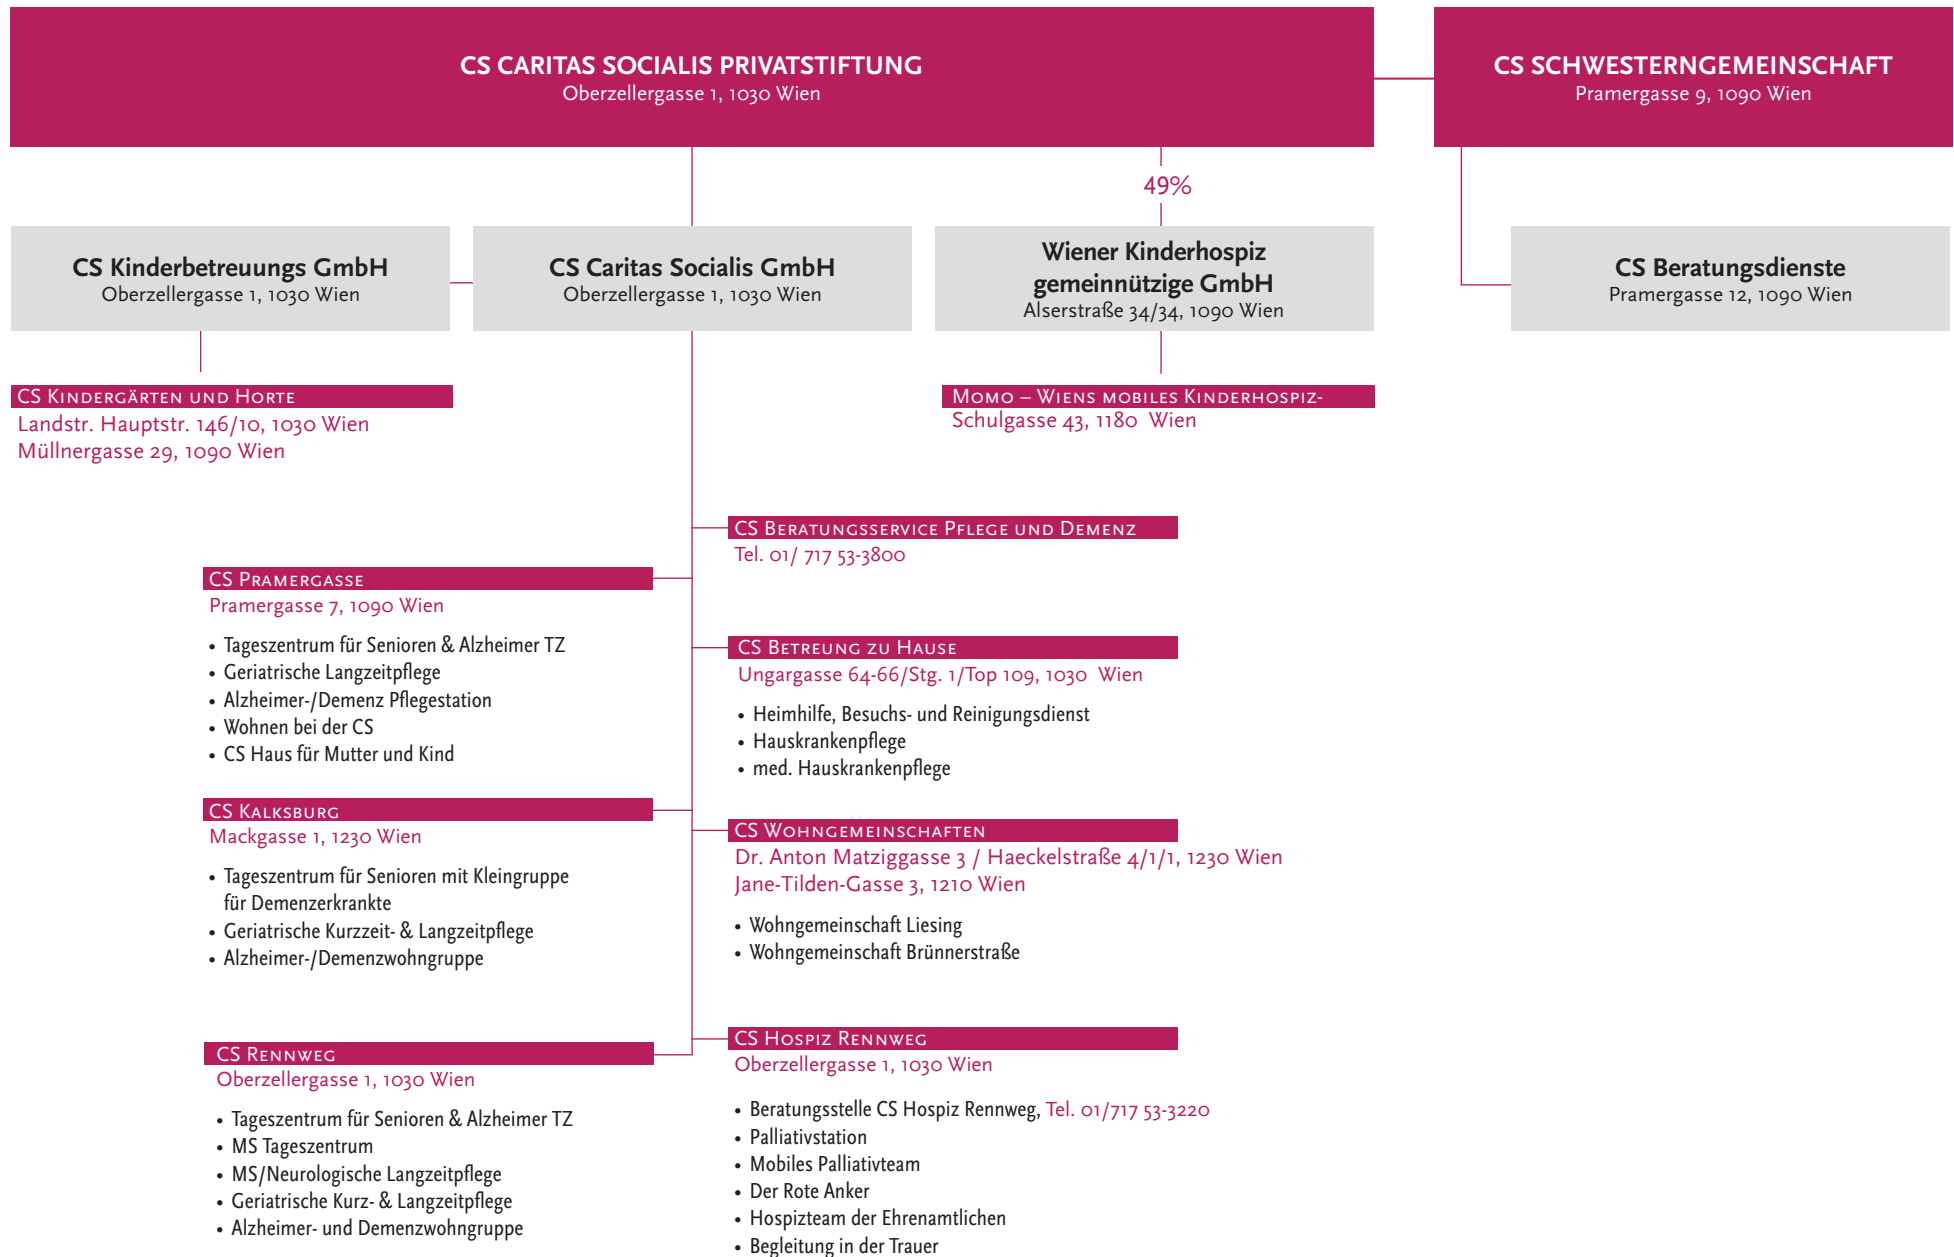 CS CARITAS SOCIALIS PRIVATSTIFTUNG
Oberzellergasse 1, 1030 Wien
CS SCHWESTERNGEMEINSCHAFT
Pramergasse 9, 1090 Wien
49%
CS Kinderbetreuungs GmbH
Oberzellergasse 1, 1030 Wien
CS Caritas Socialis GmbH
Oberzellergasse 1, 1030 Wien
Wiener Kinderhospiz
gemeinnützige GmbH
Alserstraße 34/34, 1090 Wien
CS Beratungsdienste
Pramergasse 12, 1090 Wien
CS Kindergärten und Horte
Landstr. Hauptstr. 146/10, 1030 Wien
Müllnergasse 29, 1090 Wien
Momo – Wiens mobiles Kinderhospiz-
Schulgasse 43, 1180 Wien
CS Beratungsservice Pflege und Demenz
Tel. 01/ 717 53-3800
CS Pramergasse
Pramergasse 7, 1090 Wien
• Tageszentrum für Senioren & Alzheimer TZ
• Geriatrische Langzeitpflege
• Alzheimer-/Demenz Pflegestation
• Wohnen bei der CS
• CS Haus für Mutter und Kind
CS Betreung zu Hause
Ungargasse 64-66/Stg. 1/Top 109, 1030 Wien
• Heimhilfe, Besuchs- und Reinigungsdienst
• Hauskrankenpflege
• med. Hauskrankenpflege
CS Kalksburg
Mackgasse 1, 1230 Wien
• Tageszentrum für Senioren mit Kleingruppe
für Demenzerkrankte
• Geriatrische Kurzzeit- & Langzeitpflege
• Alzheimer-/Demenzwohngruppe
CS Wohngemeinschaften
Dr. Anton Matziggasse 3 / Haeckelstraße 4/1/1, 1230 Wien
Jane-Tilden-Gasse 3, 1210 Wien
• Wohngemeinschaft Liesing
• Wohngemeinschaft Brünnerstraße
CS Rennweg
Oberzellergasse 1, 1030 Wien
• Tageszentrum für Senioren & Alzheimer TZ
• MS Tageszentrum
• MS/Neurologische Langzeitpflege
• Geriatrische Kurz- & Langzeitpflege
• Alzheimer- und Demenzwohngruppe
CS Hospiz Rennweg
Oberzellergasse 1, 1030 Wien
• Beratungsstelle CS Hospiz Rennweg, Tel. 01/717 53-3220
• Palliativstation
• Mobiles Palliativteam
• Der Rote Anker
• Hospizteam der Ehrenamtlichen
• Begleitung in der Trauer